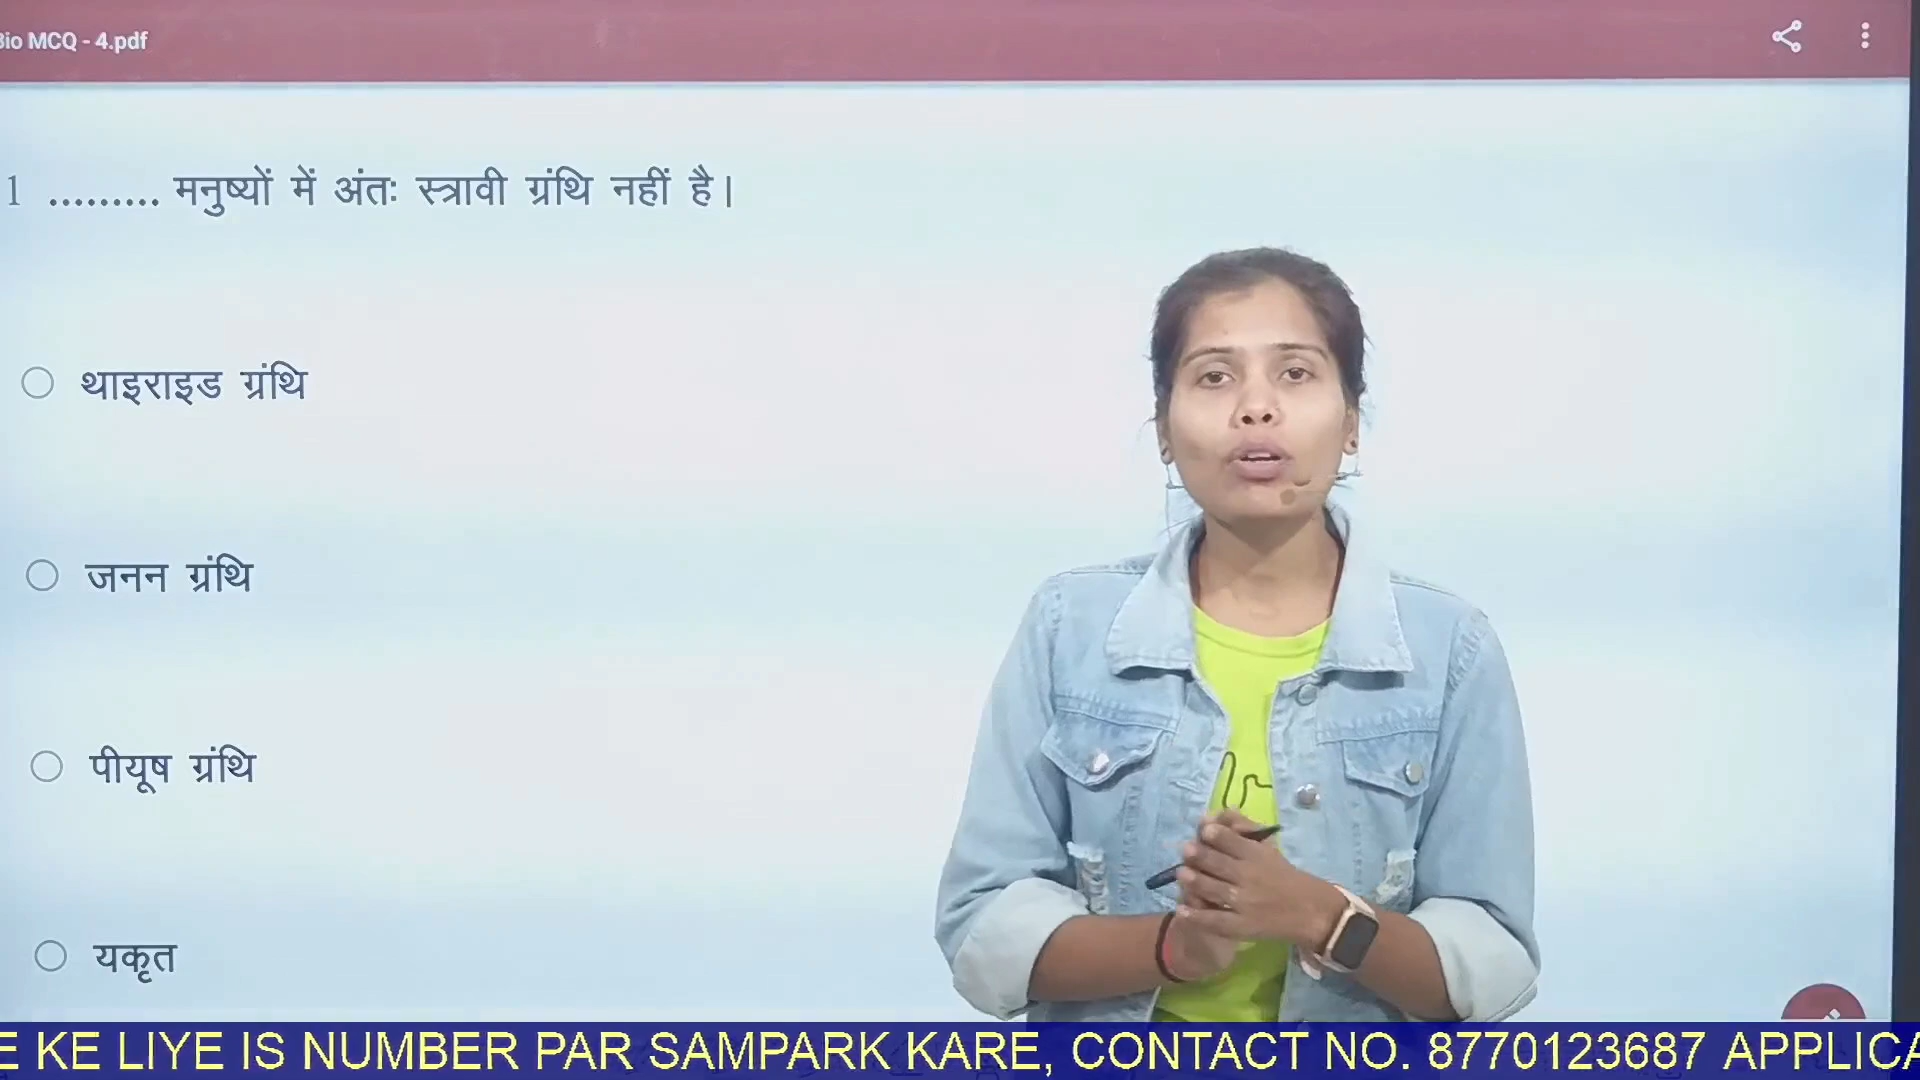 Bio MCQ - 4.pdf
1 ......... मनुष्यों में अंतः स्त्रावी ग्रंथि नहीं है।
थाइराइड ग्रंथि
जनन ग्रंथि
पीयूष ग्रंथि
यकृत
KE LIYE IS NUMBER PAR SAMPARK KARE, CONTACT NO. 8770123687